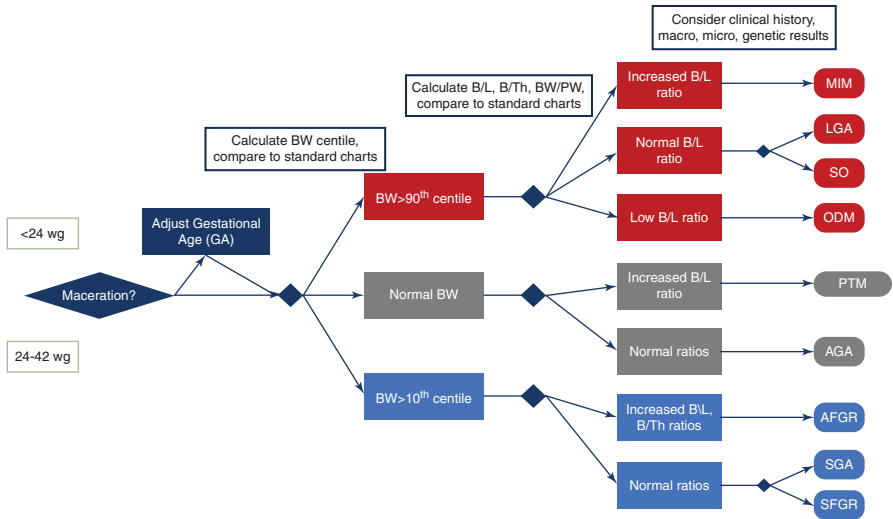 Consider clinical history,
macro, micro, genetic results
Calculate B/L, B/Th, BW/PW,
compare to standard charts
Calculate BW centile,
compare to standard charts
<24 wg
24-42 wg
Maceration?
Adjust Gestational
Age (GA)
BW>90th centile
Normal BW
BW>10th centile
Increased B/L
ratio
Normal B/L
ratio
Low B/L ratio
Increased B/L
ratio
Normal ratios
Increased B\L,
B/Th ratios
Normal ratios
MIM
LGA
SO
ODM
PTM
AGA
AFGR
SGA
SFGR